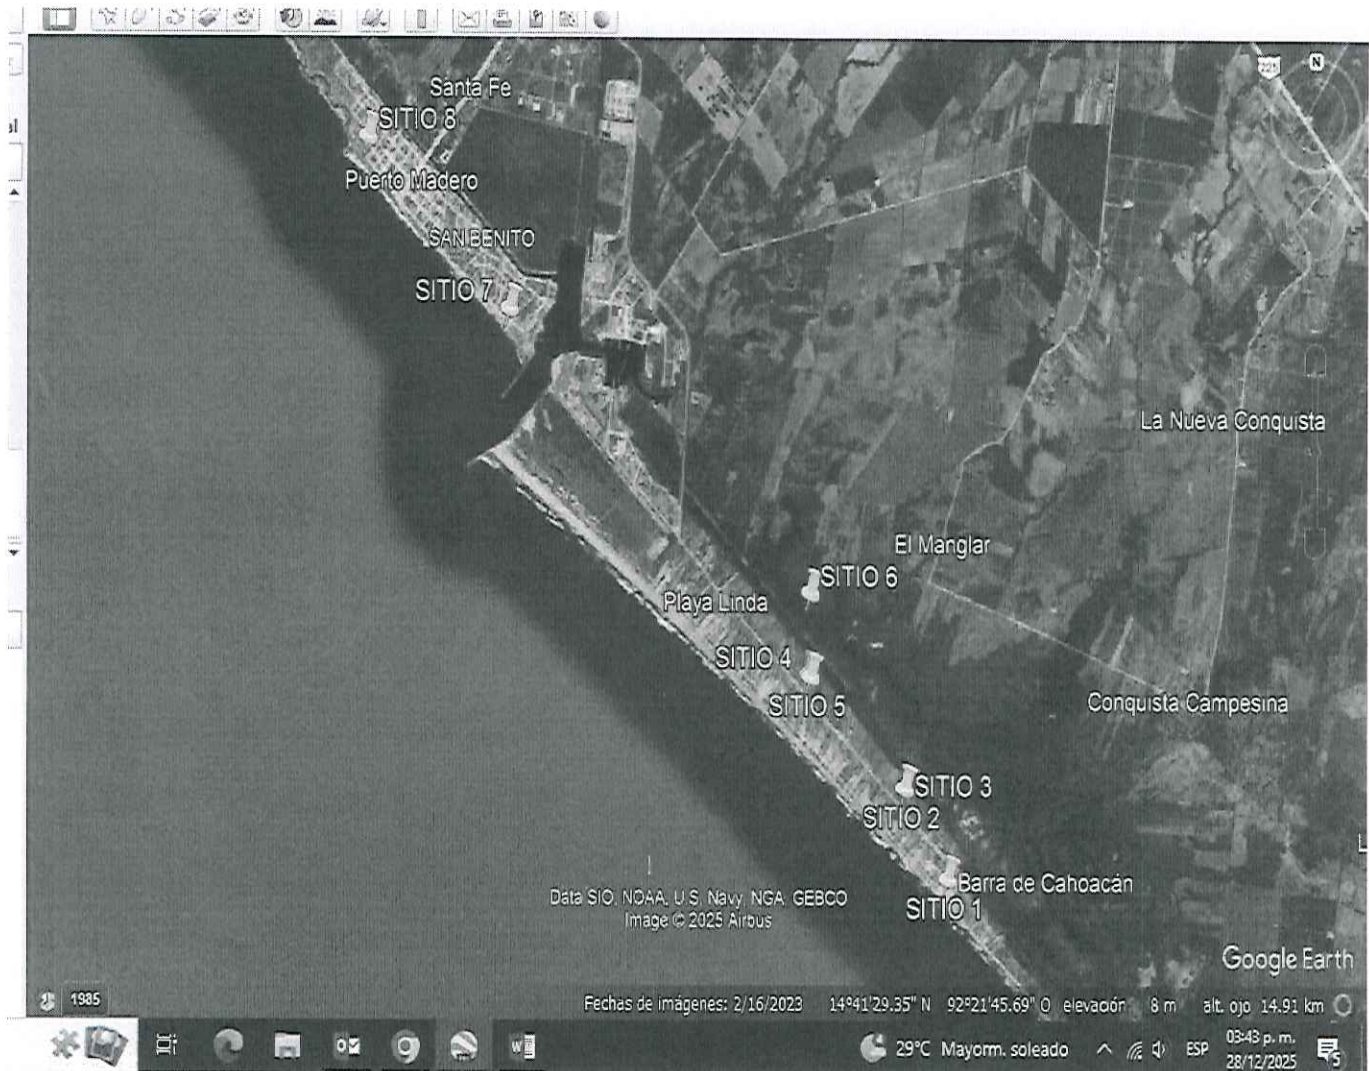 al
225
N
Santa Fe
SITIO 8
Puerto Madero
SAN BENITO
SITIO 7
La Nueva Conquista
El Manglar
SITIO 6
Playa Linda
SITIO 4
SITIO 5
Conquista Campesina
SITIO 3
SITIO 2
Barra de Cahoacán
SITIO 1
L
Data SIO, NOAA, U.S. Navy, NGA, GEBCO
Image © 2025 Airbus
Google Earth
1985
Fechas de imágenes: 2/16/2023 14°41'29.35" N 92°21'45.69" O elevación 8 m alt. ojo 14.91 km
29°C Mayorm. soleado ESP 03:43 p. m.
28/12/2025
5